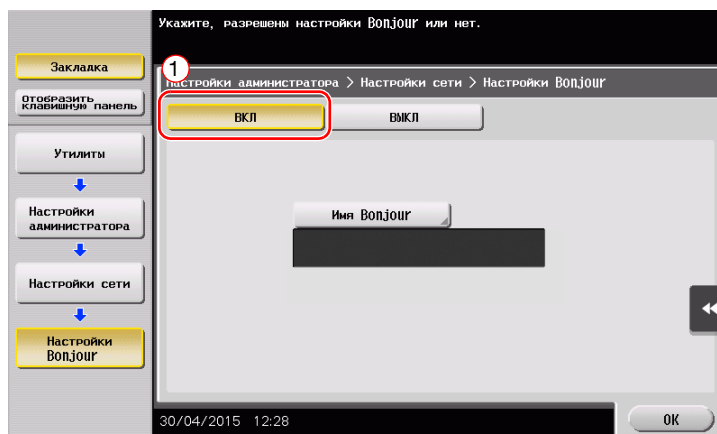 Укажите, разрешены настройки Bonjour или нет.
Закладка
Отобразить
клавишную панель
1
Настройки администратора > Настройки сети > Настройки Bonjour
ВКЛ
ВЫКЛ
Утилиты
Настройки
администратора
Имя Bonjour
Настройки сети
Настройки
Bonjour
30/04/2015 12:28
OK